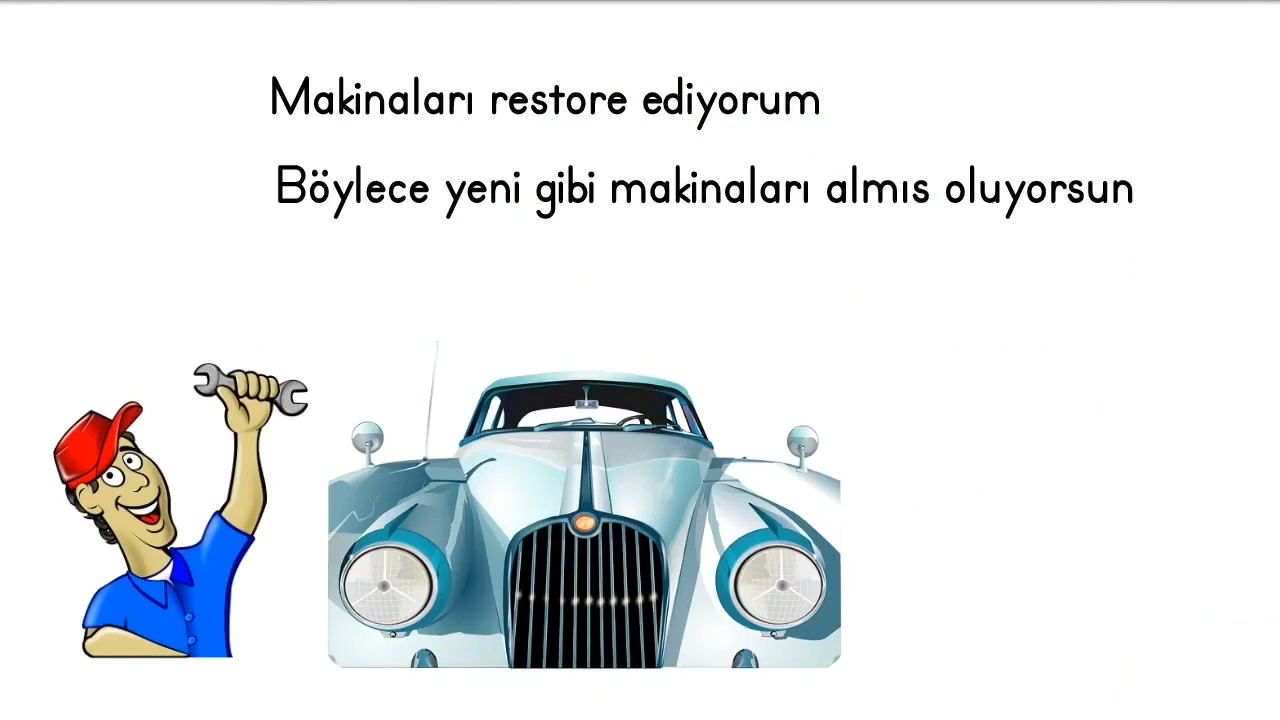 Makinaları restore ediyorum
Böylece yeni gibi makinaları almıs oluyorsun